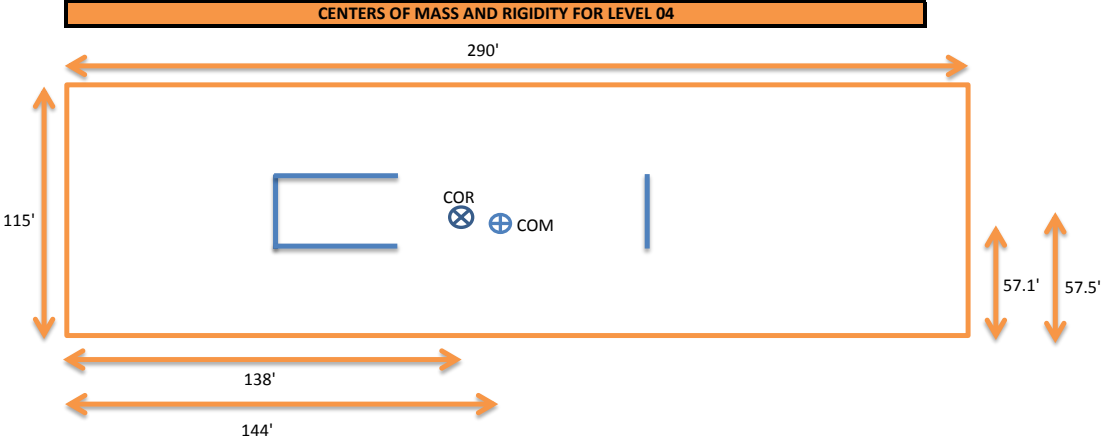 CENTERS OF MASS AND RIGIDITY FOR LEVEL 04
290'
COR
COM
115'
57.1'
57.5'
138'
144'